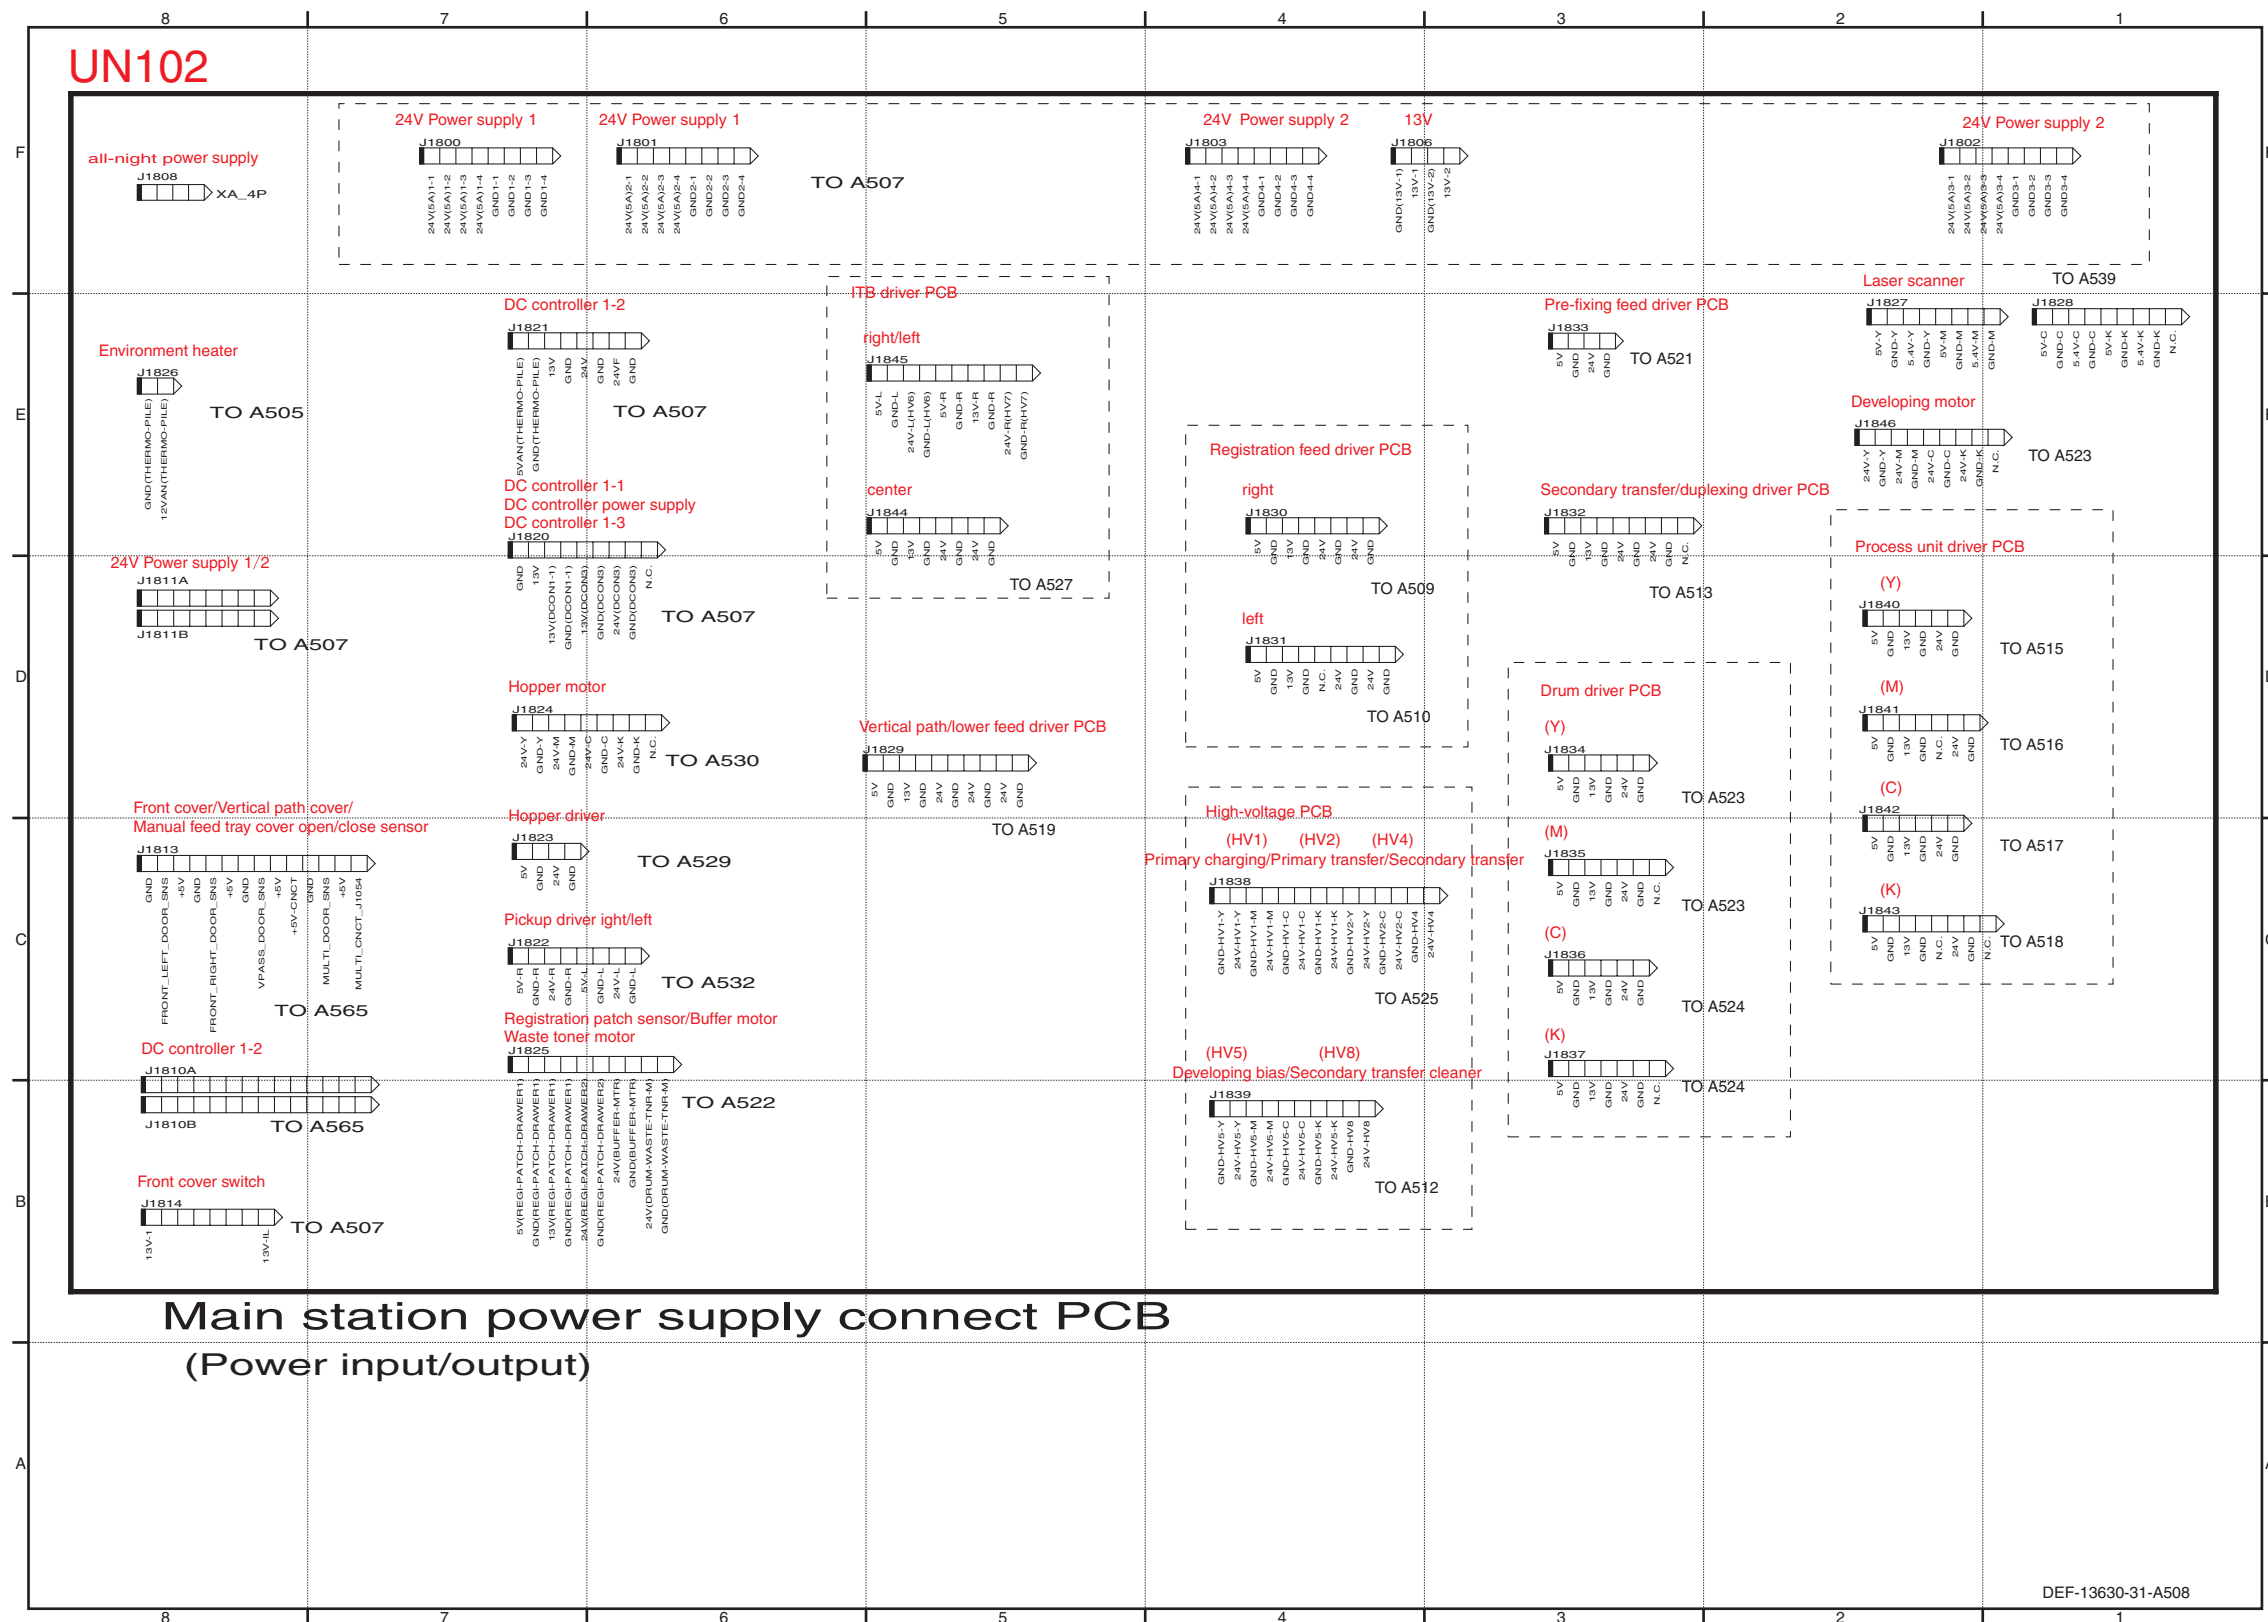 8 7 6 5 4 3 2 1
UN102
F
all-night power supply
J1808
XA_4P
24V Power supply 1
J1800
24V(5A)1-1
24V(5A)1-2
24V(5A)1-3
24V(5A)1-4
GND1-1
GND1-2
GND1-3
GND1-4
24V Power supply 1
J1801
24V(5A)2-1
24V(5A)2-2
24V(5A)2-3
24V(5A)2-4
GND2-1
GND2-2
GND2-3
GND2-4
TO A507
24V Power supply 2
J1803
24V(5A)4-1
24V(5A)4-2
24V(5A)4-3
24V(5A)4-4
GND4-1
GND4-2
GND4-3
GND4-4
13V
J1806
GND(13V-1)
13V-1
GND(13V-2)
13V-2
24V Power supply 2
J1802
24V(5A)3-1
24V(5A)3-2
24V(5A)3-3
24V(5A)3-4
GND3-1
GND3-2
GND3-3
GND3-4
E
Environment heater
J1826
GND(THERMO-PILE)
12VAN(THERMO-PILE)
TO A505
DC controller 1-2
J1821
5VAN(THERMO-PILE)
GND(THERMO-PILE)
13V
GND
24V
GND
24VF
GND
TO A507
ITB driver PCB
right/left
J1845
5V-L
GND-L
24V-L(HV6)
GND-L(HV6)
5V-R
GND-R
13V-R
GND-R
24V-R(HV7)
GND-R(HV7)
center
J1844
5V
GND
13V
GND
24V
GND
24V
GND
TO A527
Pre-fixing feed driver PCB
J1833
5V
GND
24V
GND
TO A521
Laser scanner
TO A539
J1827
5V-Y
GND-Y
5.4V-Y
GND-Y
5V-M
GND-M
5.4V-M
GND-M
J1828
5V-C
GND-C
5.4V-C
GND-C
5V-K
GND-K
5.4V-K
GND-K
N.C.
Developing motor
J1846
24V-Y
GND-Y
24V-M
GND-M
24V-C
GND-C
24V-K
GND-K
N.C.
TO A523
DC controller 1-1
DC controller power supply
DC controller 1-3
J1820
GND
13V
13V(DCON1-1)
GND(DCON1-1)
13V(DCON3)
GND(DCON3)
24V(DCON3)
GND(DCON3)
N.C.
TO A507
Registration feed driver PCB
right
J1830
5V
GND
13V
GND
24V
GND
24V
GND
TO A509
left
J1831
5V
GND
13V
GND
N.C.
24V
GND
24V
GND
TO A510
Secondary transfer/duplexing driver PCB
J1832
5V
GND
13V
GND
24V
GND
24V
GND
N.C.
TO A513
D
24V Power supply 1/2
J1811A
J1811B
TO A507
Process unit driver PCB
(Y)
J1840
5V
GND
13V
GND
24V
GND
TO A515
(M)
J1841
5V
GND
13V
GND
N.C.
24V
GND
TO A516
(C)
J1842
5V
GND
13V
GND
24V
GND
TO A517
(K)
J1843
5V
GND
13V
GND
N.C.
24V
GND
N.C.
TO A518
Hopper motor
J1824
24V-Y
GND-Y
24V-M
GND-M
24V-C
GND-C
24V-K
GND-K
N.C.
TO A530
Vertical path/lower feed driver PCB
J1829
5V
GND
13V
GND
24V
GND
24V
GND
24V
GND
TO A519
Drum driver PCB
(Y)
J1834
5V
GND
13V
GND
24V
GND
TO A523
(M)
J1835
5V
GND
13V
GND
24V
GND
N.C.
TO A523
(C)
J1836
5V
GND
13V
GND
24V
GND
TO A524
(K)
J1837
5V
GND
13V
GND
24V
GND
N.C.
TO A524
C
Front cover/Vertical path cover/
Manual feed tray cover open/close sensor
J1813
GND
FRONT_LEFT_DOOR_SNS
+5V
GND
FRONT_RIGHT_DOOR_SNS
+5V
GND
VPASS_DOOR_SNS
+5V
+5V-CNCT
GND
MULTI_DOOR_SNS
+5V
MULTI_CNCT_J1054
TO A565
Hopper driver
J1823
5V
GND
24V
GND
TO A529
Pickup driver ight/left
J1822
5V-R
GND-R
24V-R
GND-R
5V-L
GND-L
24V-L
GND-L
TO A532
High-voltage PCB
(HV1) (HV2) (HV4)
Primary charging/Primary transfer/Secondary transfer
J1838
GND-HV1-Y
24V-HV1-Y
GND-HV1-M
24V-HV1-M
GND-HV1-C
24V-HV1-C
GND-HV1-K
24V-HV1-K
GND-HV2-Y
24V-HV2-Y
GND-HV2-C
24V-HV2-C
GND-HV4
24V-HV4
TO A525
(HV5) (HV8)
Developing bias/Secondary transfer cleaner
J1839
GND-HV5-Y
24V-HV5-Y
GND-HV5-M
24V-HV5-M
GND-HV5-C
24V-HV5-C
GND-HV5-K
24V-HV5-K
GND-HV8
24V-HV8
TO A512
DC controller 1-2
J1810A
J1810B
TO A565
Registration patch sensor/Buffer motor
Waste toner motor
J1825
5V(REGI-PATCH-DRAWER1)
GND(REGI-PATCH-DRAWER1)
13V(REGI-PATCH-DRAWER1)
GND(REGI-PATCH-DRAWER1)
24V(REGI-PATCH-DRAWER2)
GND(REGI-PATCH-DRAWER2)
24V(BUFFER-MTR)
GND(BUFFER-MTR)
24V(DRUM-WASTE-TNR-M)
GND(DRUM-WASTE-TNR-M)
TO A522
B
Front cover switch
J1814
13V-1
13V-IL
TO A507
Main station power supply connect PCB
(Power input/output)
A
DEF-13630-31-A508
8 7 6 5 4 3 2 1